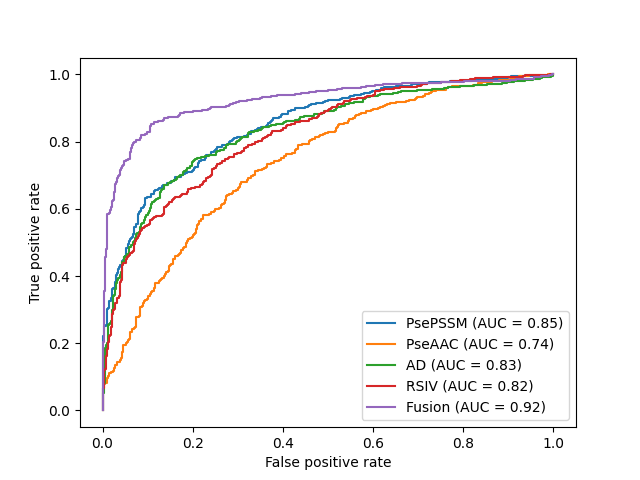 1.0
0.8
0.6
0.4
0.2
0.0
True positive rate
PsePSSM (AUC = 0.85)
PseAAC (AUC = 0.74)
AD (AUC = 0.83)
RSIV (AUC = 0.82)
Fusion (AUC = 0.92)
0.0 0.2 0.4 0.6 0.8 1.0
False positive rate